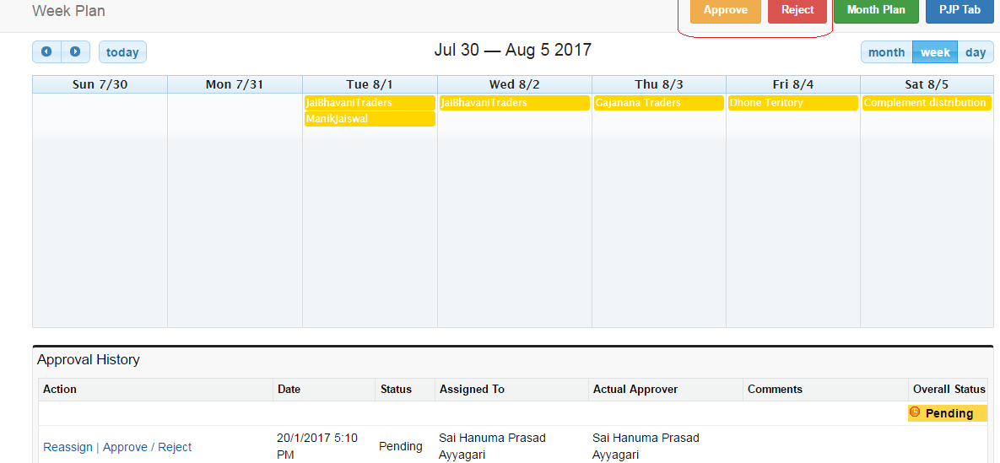 Week Plan Approve Reject Month Plan PJP Tab
today Jul 30 — Aug 5 2017 month week day
Sun 7/30 Mon 7/31 Tue 8/1 Wed 8/2 Thu 8/3 Fri 8/4 Sat 8/5
JaiBhavaniTraders JaiBhavaniTraders Gajanana Traders Dhone Teritory Complement distribution
ManikJaiswal
Approval History
Action Date Status Assigned To Actual Approver Comments Overall Status
Pending
Reassign | Approve / Reject 20/1/2017 5:10 Pending Sai Hanuma Prasad Sai Hanuma Prasad
PM Ayyagari Ayyagari